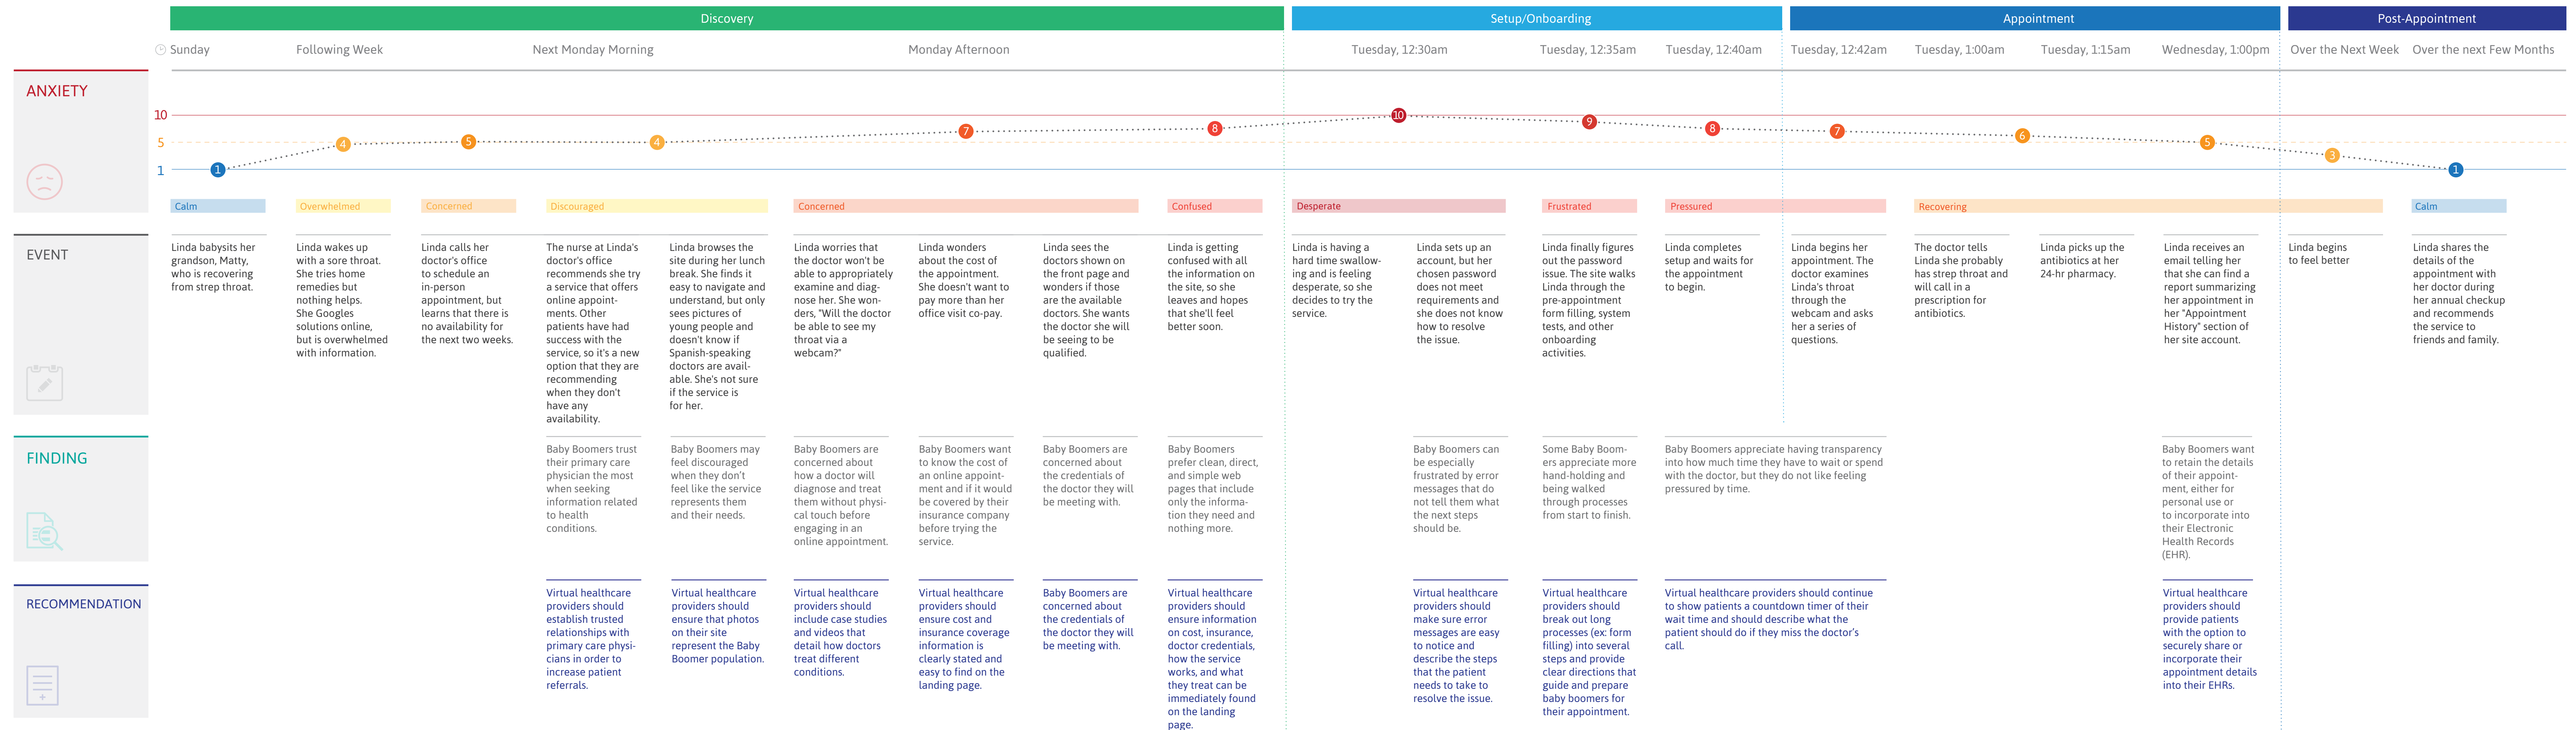 Discovery
Setup/Onboarding
Appointment
Post-Appointment
Sunday
Following Week
Next Monday Morning
Monday Afternoon
Tuesday, 12:30am
Tuesday, 12:35am
Tuesday, 12:40am
Tuesday, 12:42am
Tuesday, 1:00am
Tuesday, 1:15am
Wednesday, 1:00pm
Over the Next Week
Over the next Few Months
ANXIETY
10
5
1
1
4
5
4
7
8
10
9
8
7
6
5
3
1
Calm
Overwhelmed
Concerned
Discouraged
Concerned
Confused
Desperate
Frustrated
Pressured
Recovering
Calm
EVENT
Linda babysits her
grandson, Matty,
who is recovering
from strep throat.
Linda wakes up
with a sore throat.
She tries home
remedies but
nothing helps.
She Googles
solutions online,
but is overwhelmed
with information.
Linda calls her
doctor's office
to schedule an
in-person
appointment, but
learns that there is
no availability for
the next two weeks.
The nurse at Linda's
doctor's office
recommends she try
a service that offers
online appoint-
ments. Other
patients have had
success with the
service, so it's a new
option that they are
recommending
when they don't
have any
availability.
Linda browses the
site during her lunch
break. She finds it
easy to navigate and
understand, but only
sees pictures of
young people and
doesn't know if
Spanish-speaking
doctors are avail-
able. She's not sure
if the service is
for her.
Linda worries that
the doctor won't be
able to appropriately
examine and diag-
nose her. She won-
ders, "Will the doctor
be able to see my
throat via a
webcam?"
Linda wonders
about the cost of
the appointment.
She doesn't want to
pay more than her
office visit co-pay.
Linda sees the
doctors shown on
the front page and
wonders if those
are the available
doctors. She wants
the doctor she will
be seeing to be
qualified.
Linda is getting
confused with all
the information on
the site, so she
leaves and hopes
that she'll feel
better soon.
Linda is having a
hard time swallow-
ing and is feeling
desperate, so she
decides to try the
service.
Linda sets up an
account, but her
chosen password
does not meet
requirements and
she does not know
how to resolve
the issue.
Linda finally figures
out the password
issue. The site walks
Linda through the
pre-appointment
form filling, system
tests, and other
onboarding
activities.
Linda completes
setup and waits for
the appointment
to begin.
Linda begins her
appointment. The
doctor examines
Linda's throat
through the
webcam and asks
her a series of
questions.
The doctor tells
Linda she probably
has strep throat and
will call in a
prescription for
antibiotics.
Linda picks up the
antibiotics at her
24-hr pharmacy.
Linda receives an
email telling her
that she can find a
report summarizing
her appointment in
her "Appointment
History" section of
her site account.
Linda begins
to feel better
Linda shares the
details of the
appointment with
her doctor during
her annual checkup
and recommends
the service to
friends and family.
FINDING
Baby Boomers trust
their primary care
physician the most
when seeking
information related
to health
conditions.
Baby Boomers may
feel discouraged
when they don't
feel like the service
represents them
and their needs.
Baby Boomers are
concerned about
how a doctor will
diagnose and treat
them without physi-
cal touch before
engaging in an
online appointment.
Baby Boomers want
to know the cost of
an online appoint-
ment and if it would
be covered by their
insurance company
before trying the
service.
Baby Boomers are
concerned about
the credentials of
the doctor they will
be meeting with.
Baby Boomers
prefer clean, direct,
and simple web
pages that include
only the informa-
tion they need and
nothing more.
Baby Boomers can
be especially
frustrated by error
messages that do
not tell them what
the next steps
should be.
Some Baby Boom-
ers appreciate more
hand-holding and
being walked
through processes
from start to finish.
Baby Boomers appreciate having transparency
into how much time they have to wait or spend
with the doctor, but they do not like feeling
pressured by time.
Baby Boomers want
to retain the details
of their appoint-
ment, either for
personal use or
to incorporate into
their Electronic
Health Records
(EHR).
RECOMMENDATION
Virtual healthcare
providers should
establish trusted
relationships with
primary care physi-
cians in order to
increase patient
referrals.
Virtual healthcare
providers should
ensure that photos
on their site
represent the Baby
Boomer population.
Virtual healthcare
providers should
include case studies
and videos that
detail how doctors
treat different
conditions.
Virtual healthcare
providers should
ensure cost and
insurance coverage
information is
clearly stated and
easy to find on the
landing page.
Baby Boomers are
concerned about
the credentials of
the doctor they will
be meeting with.
Virtual healthcare
providers should
ensure information
on cost, insurance,
doctor credentials,
how the service
works, and what
they treat can be
immediately found
on the landing
page.
Virtual healthcare
providers should
make sure error
messages are easy
to notice and
describe the steps
that the patient
needs to take to
resolve the issue.
Virtual healthcare
providers should
break out long
processes (ex: form
filling) into several
steps and provide
clear directions that
guide and prepare
baby boomers for
their appointment.
Virtual healthcare providers should continue
to show patients a countdown timer of their
wait time and should describe what the
patient should do if they miss the doctor's
call.
Virtual healthcare
providers should
provide patients
with the option to
securely share or
incorporate their
appointment details
into their EHRs.